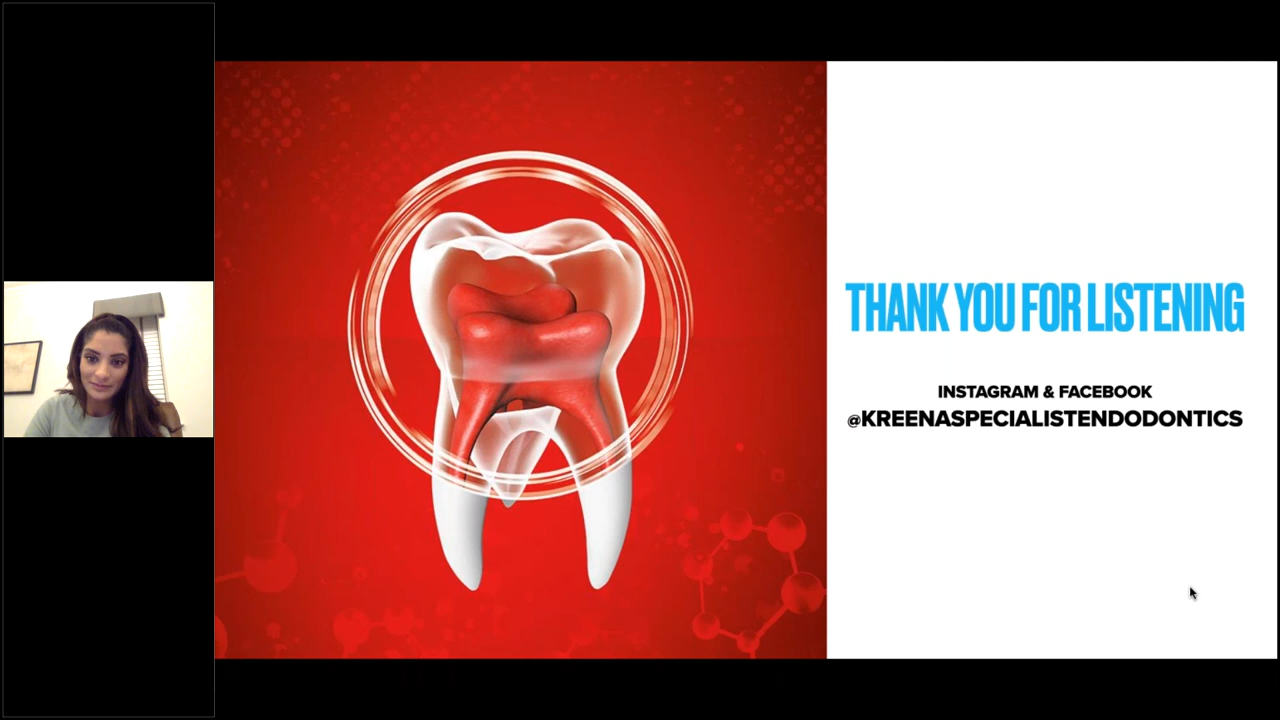 THANK YOU FOR LISTENING
INSTAGRAM & FACEBOOK
@KREENASPECIALISTENDODONTICS